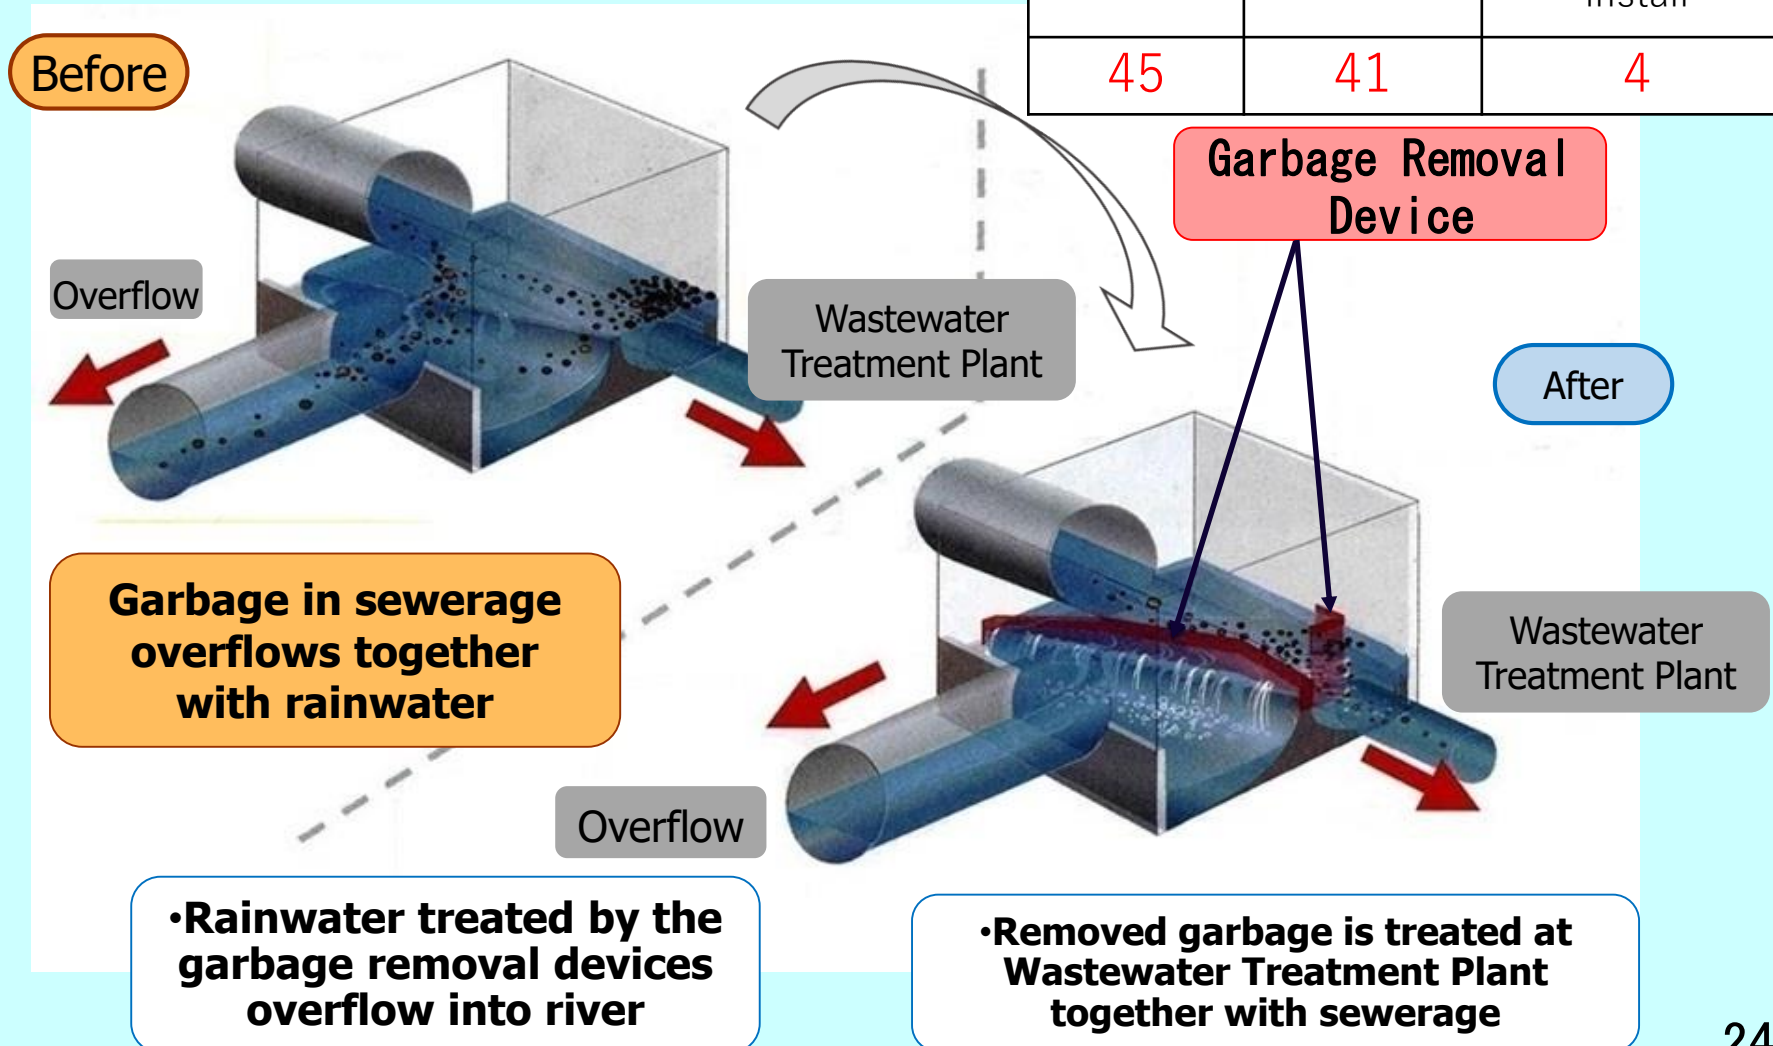 install
45 41 4
Before
Garbage Removal
Device
Overflow
Wastewater
Treatment Plant
After
Garbage in sewerage
overflows together
with rainwater
Wastewater
Treatment Plant
Overflow
•Rainwater treated by the
garbage removal devices
overflow into river
•Removed garbage is treated at
Wastewater Treatment Plant
together with sewerage
24